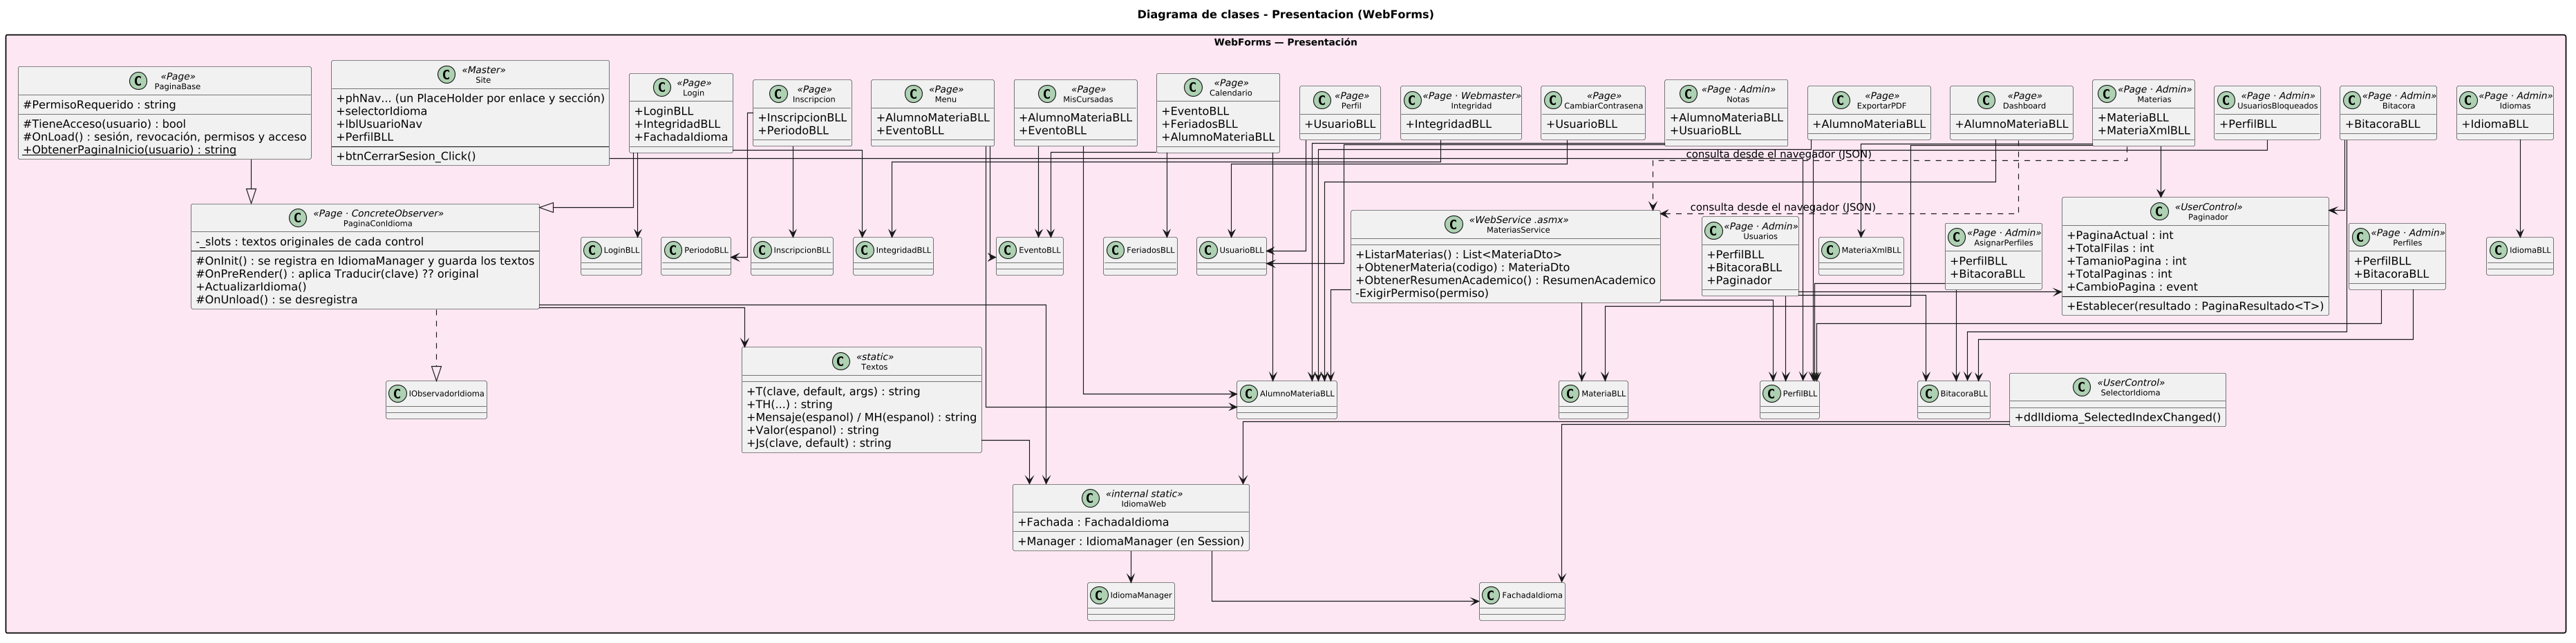 Diagrama de clases - Presentacion (WebForms)
WebForms — Presentación
«Page»
PaginaBase
#PermisoRequerido : string
#TieneAcceso(usuario) : bool
#OnLoad() : sesión, revocación, permisos y acceso
+ObtenerPaginaInicio(usuario) : string
«Master»
Site
+phNav... (un PlaceHolder por enlace y sección)
+selectorIdioma
+lblUsuarioNav
+PerfilBLL
+btnCerrarSesion_Click()
«Page»
Login
+LoginBLL
+IntegridadBLL
+FachadaIdioma
«Page»
Inscripcion
+InscripcionBLL
+PeriodoBLL
«Page»
Menu
+AlumnoMateriaBLL
+EventoBLL
«Page»
MisCursadas
+AlumnoMateriaBLL
+EventoBLL
«Page»
Calendario
+EventoBLL
+FeriadosBLL
+AlumnoMateriaBLL
«Page»
Perfil
+UsuarioBLL
«Page · Webmaster»
Integridad
+IntegridadBLL
«Page»
CambiarContrasena
+UsuarioBLL
«Page · Admin»
Notas
+AlumnoMateriaBLL
+UsuarioBLL
«Page»
ExportarPDF
+AlumnoMateriaBLL
«Page»
Dashboard
+AlumnoMateriaBLL
«Page · Admin»
Materias
+MateriaBLL
+MateriaXmlBLL
«Page · Admin»
UsuariosBloqueados
+PerfilBLL
«Page · Admin»
Bitacora
+BitacoraBLL
«Page · Admin»
Idiomas
+IdiomaBLL
consulta desde el navegador (JSON)
consulta desde el navegador (JSON)
«Page · ConcreteObserver»
PaginaConIdioma
-_slots : textos originales de cada control
#OnInit() : se registra en IdiomaManager y guarda los textos
#OnPreRender() : aplica Traducir(clave) ?? original
+ActualizarIdioma()
#OnUnload() : se desregistra
LoginBLL
PeriodoBLL
InscripcionBLL
IntegridadBLL
EventoBLL
FeriadosBLL
UsuarioBLL
«WebService .asmx»
MateriasService
+ListarMaterias() : List<MateriaDto>
+ObtenerMateria(codigo) : MateriaDto
+ObtenerResumenAcademico() : ResumenAcademico
-ExigirPermiso(permiso)
«Page · Admin»
Usuarios
+PerfilBLL
+BitacoraBLL
+Paginador
MateriaXmlBLL
«Page · Admin»
AsignarPerfiles
+PerfilBLL
+BitacoraBLL
«UserControl»
Paginador
+PaginaActual : int
+TotalFilas : int
+TamanioPagina : int
+TotalPaginas : int
+CambioPagina : event
+Establecer(resultado : PaginaResultado<T>)
«Page · Admin»
Perfiles
+PerfilBLL
+BitacoraBLL
IdiomaBLL
IObservadorIdioma
«static»
Textos
+T(clave, default, args) : string
+TH(...) : string
+Mensaje(espanol) / MH(espanol) : string
+Valor(espanol) : string
+Js(clave, default) : string
AlumnoMateriaBLL
MateriaBLL
PerfilBLL
BitacoraBLL
«UserControl»
SelectorIdioma
+ddlIdioma_SelectedIndexChanged()
«internal static»
IdiomaWeb
+Fachada : FachadaIdioma
+Manager : IdiomaManager (en Session)
IdiomaManager
FachadaIdioma